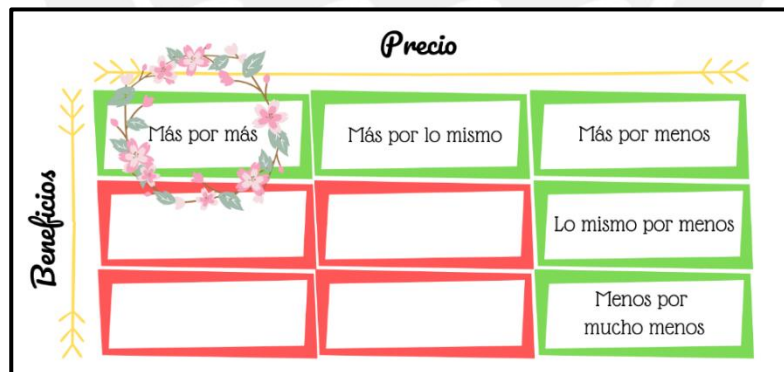 Precio
Beneficios
Más por más
Más por lo mismo
Más por menos
Lo mismo por menos
Menos por
mucho menos